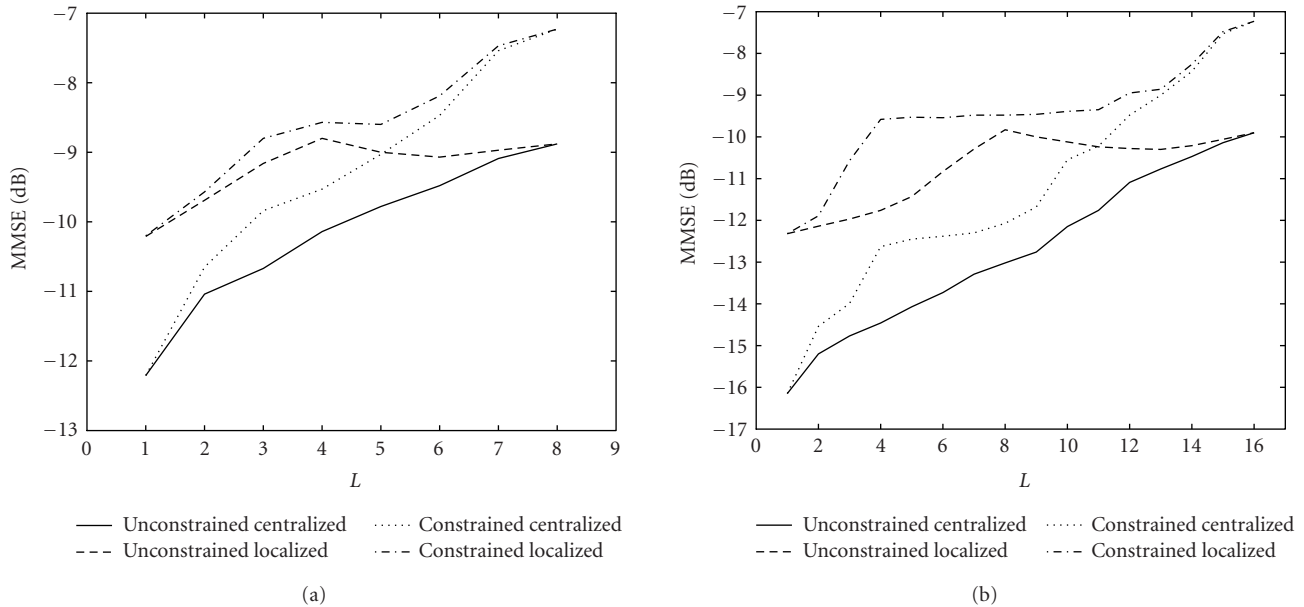 −7
−8
−9
−10
−11
−12
−13
MMSE (dB)
0 1 2 3 4 5 6 7 8 9
L
Unconstrained centralized
Unconstrained localized
Constrained centralized
Constrained localized
(a)
−7
−8
−9
−10
−11
−12
−13
−14
−15
−16
−17
MMSE (dB)
0 2 4 6 8 10 12 14 16
L
Unconstrained centralized
Unconstrained localized
Constrained centralized
Constrained localized
(b)